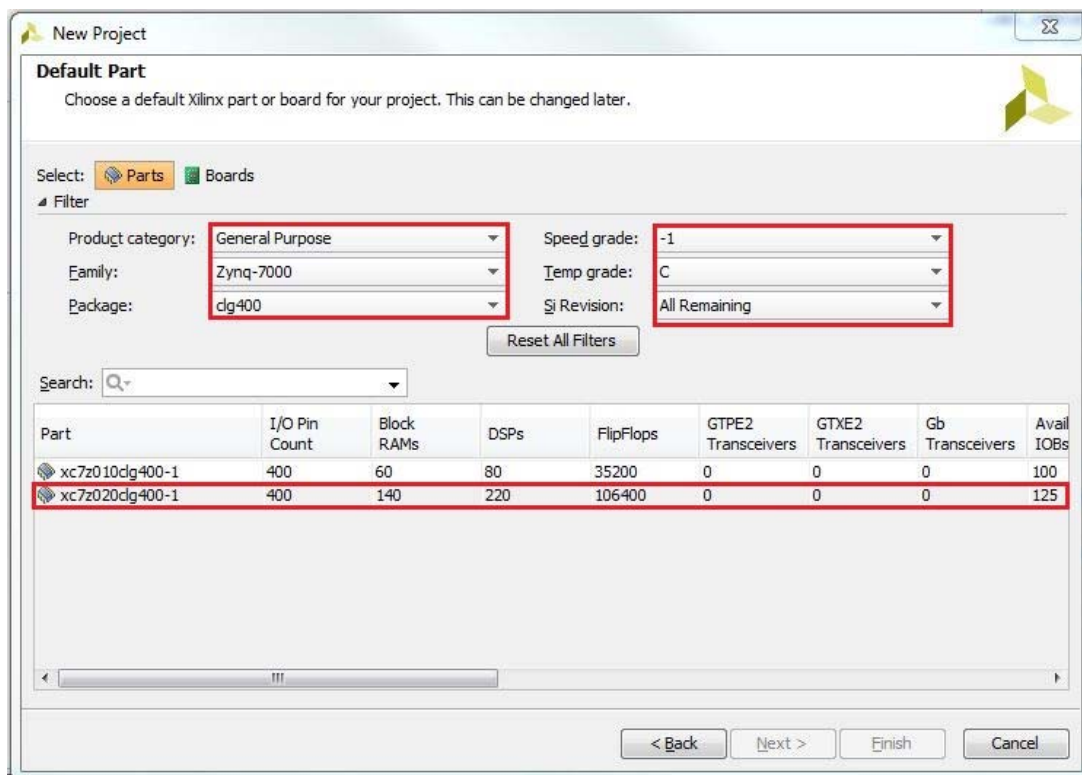 New Project
Default Part
Choose a default Xilinx part or board for your project. This can be changed later.
Select: Parts Boards
Filter
Product category: General Purpose Speed grade: -1
Family: Zynq-7000 Temp grade: C
Package: clg400 Si Revision: All Remaining
Reset All Filters
Search:
Part I/O Pin Count Block RAMs DSPs FlipFlops GTPE2 Transceivers GTXE2 Transceivers Gb Transceivers Avail IOBs
xc7z010clg400-1 400 60 80 35200 0 0 0 100
xc7z020clg400-1 400 140 220 106400 0 0 0 125
< Back Next > Finish Cancel